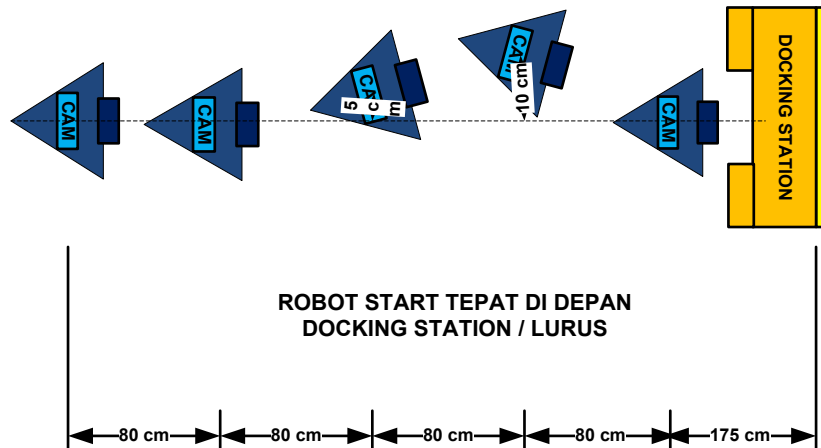 CAM
CAM
CAM
5 cm
CAM
10 cm
CAM
DOCKING STATION
ROBOT START TEPAT DI DEPAN
DOCKING STATION / LURUS
80 cm
80 cm
80 cm
80 cm
175 cm